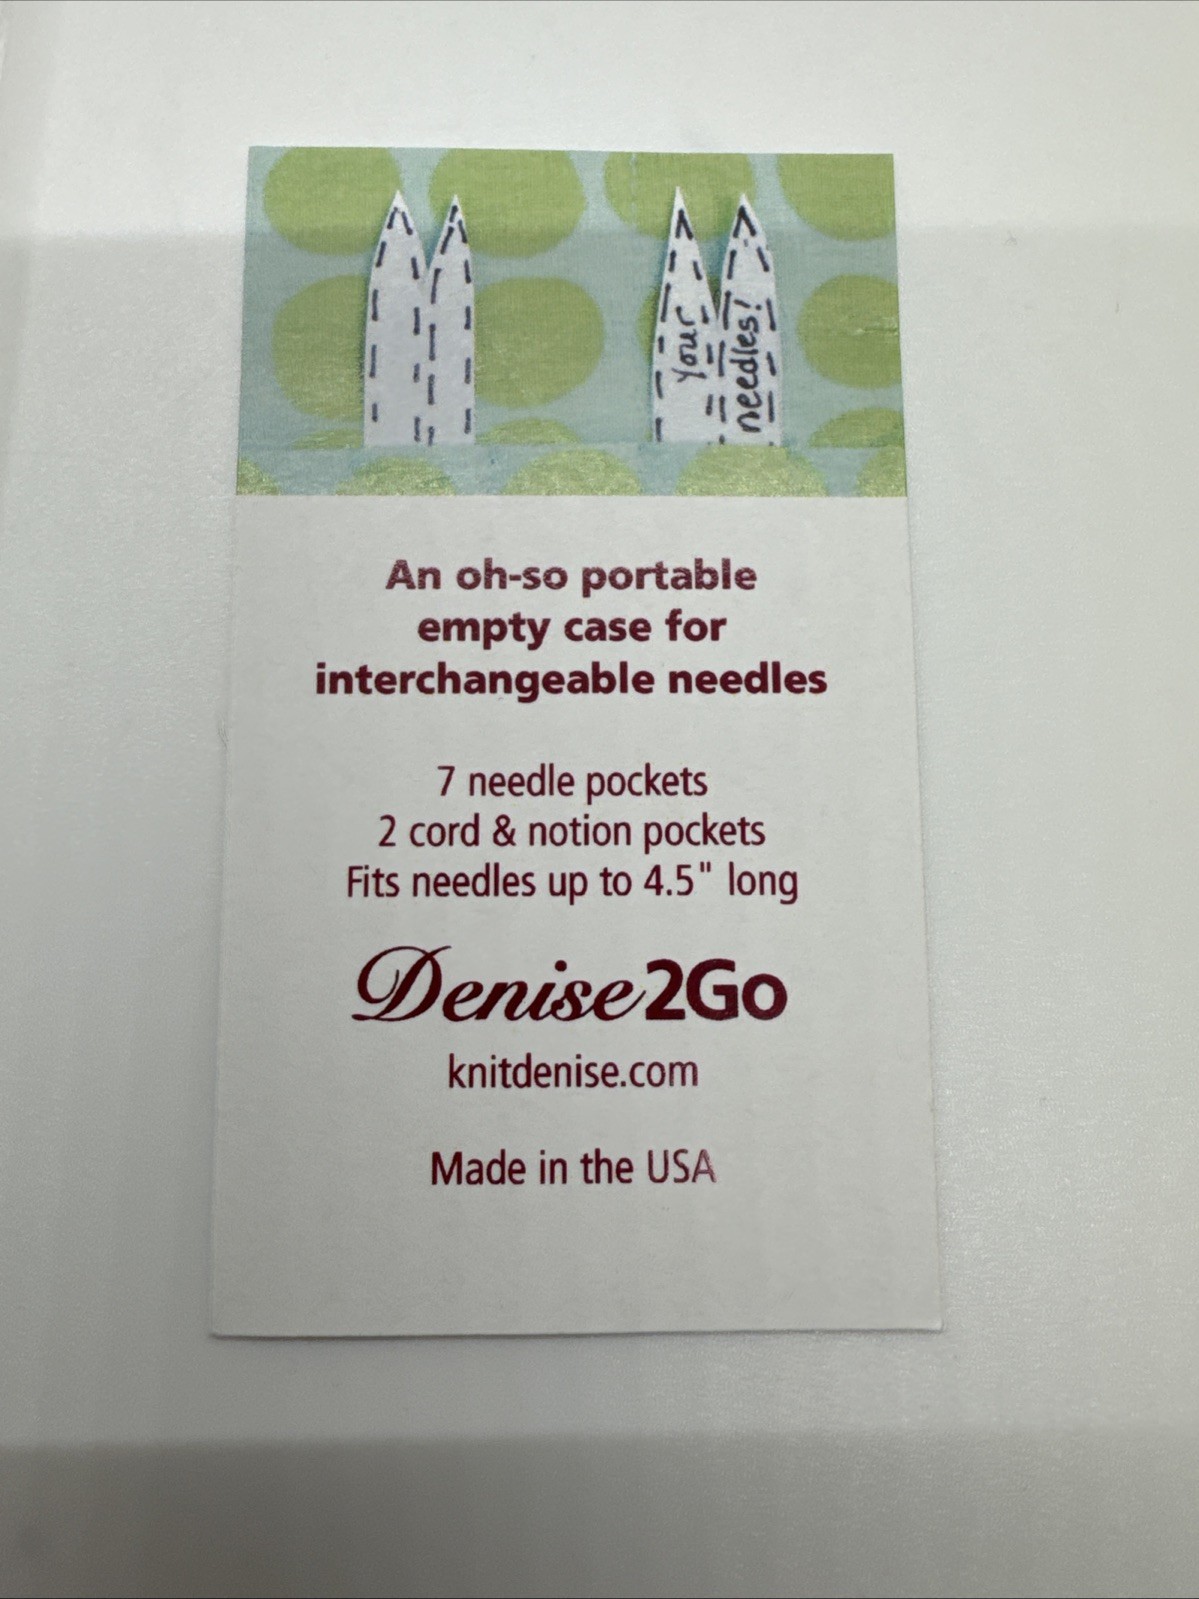 Your
needles!
An oh-so portable
empty case for
interchangeable needles
7 needle pockets
2 cord & notion pockets
Fits needles up to 4.5" long
Denise2Go
knitdenise.com
Made in the USA